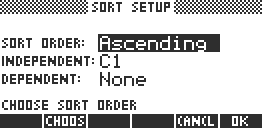 SORT SETUP
SORT ORDER: Ascending
INDEPENDENT: C1
DEPENDENT: None
CHOOSE SORT ORDER
CHOOS CANCL OK